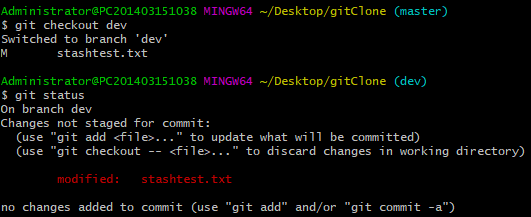 Administrator@PC201403151038 MINGW64 ~/Desktop/gitClone (master)
$ git checkout dev
Switched to branch 'dev'
M       stashtest.txt
Administrator@PC201403151038 MINGW64 ~/Desktop/gitClone (dev)
$ git status
On branch dev
Changes not staged for commit:
  (use "git add <file>..." to update what will be committed)
  (use "git checkout -- <file>..." to discard changes in working directory)
        modified:   stashtest.txt
no changes added to commit (use "git add" and/or "git commit -a")